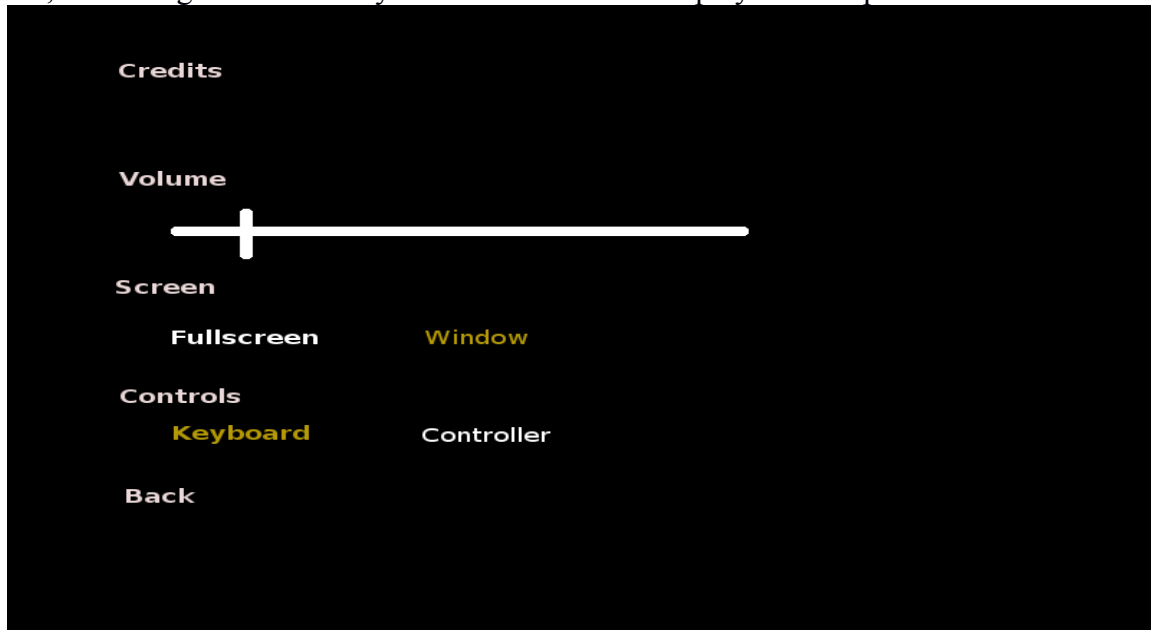 Credits
Volume
Screen
Fullscreen Window
Controls
Keyboard Controller
Back